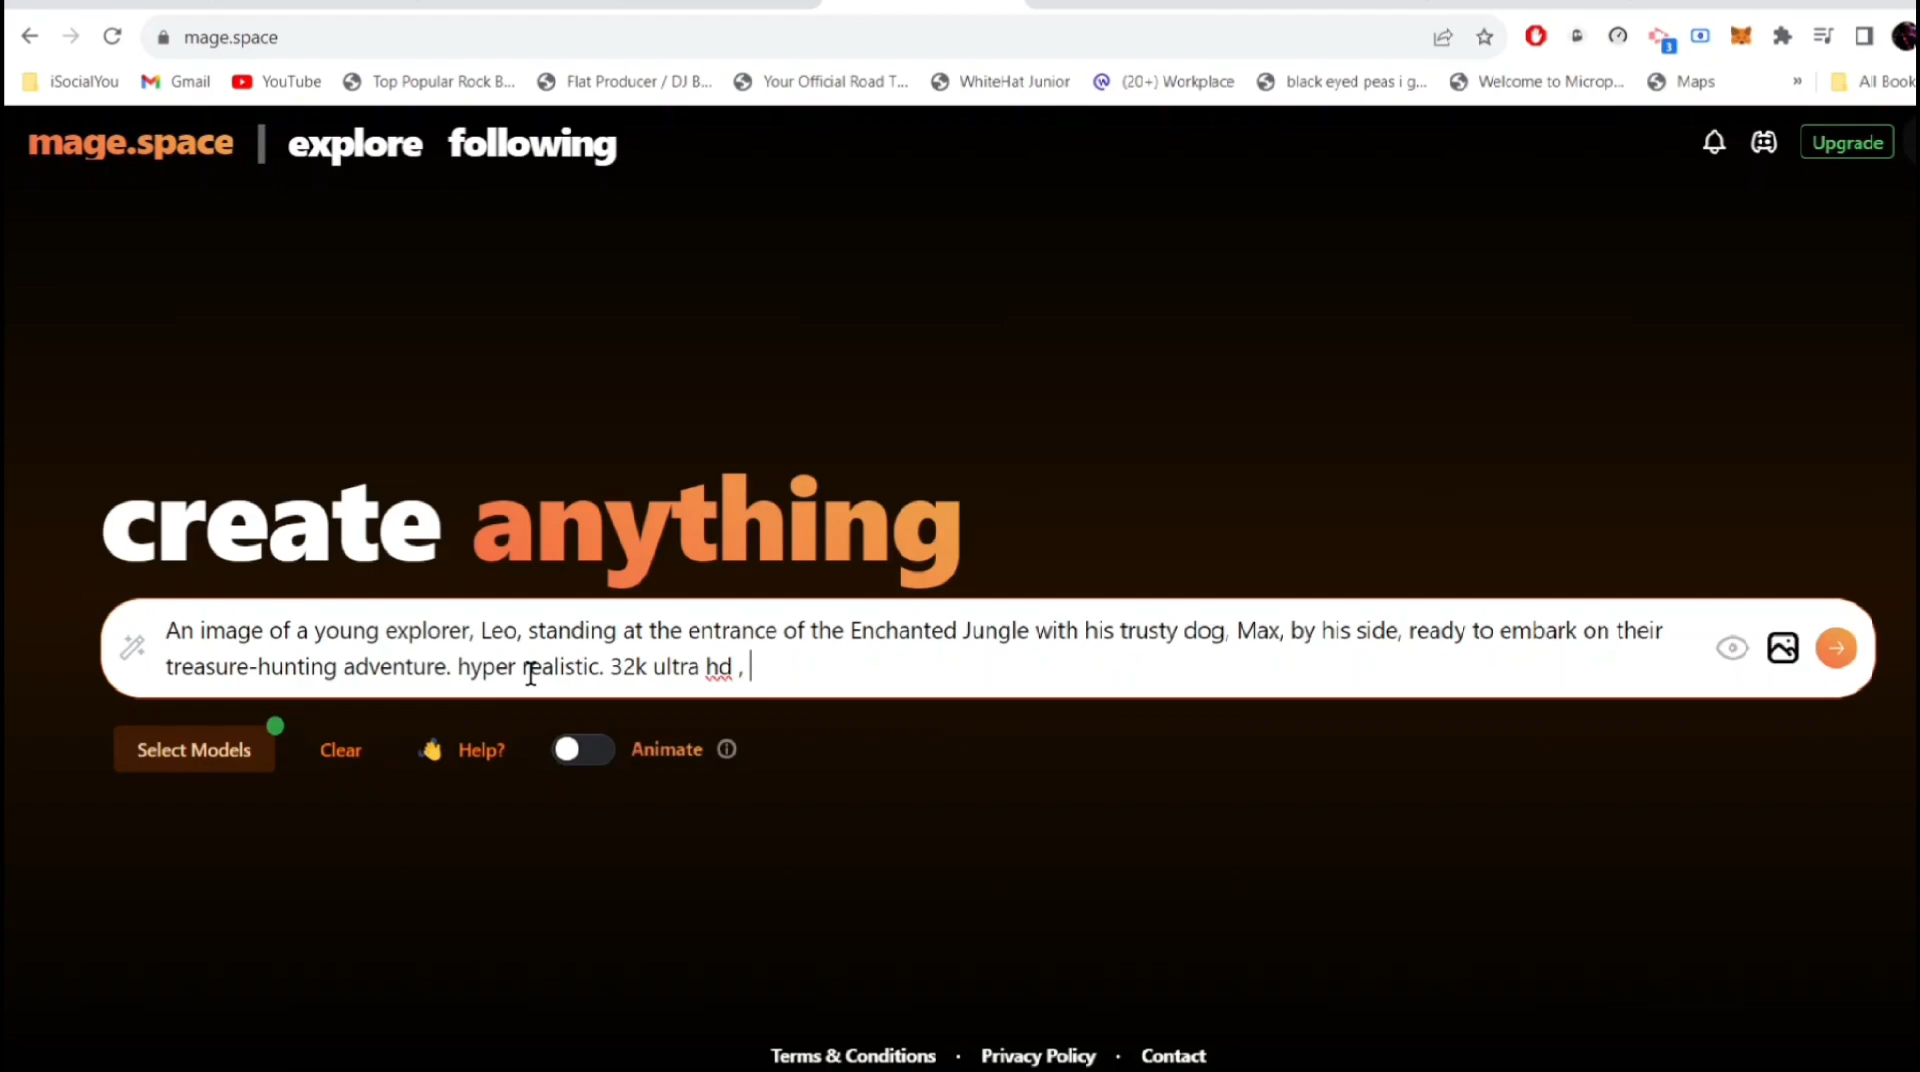 mage.space
iSocialYou Gmail YouTube Top Popular Rock B... Flat Producer / DJ B... Your Official Road T... WhiteHat Junior (20+) Workplace black eyed peas i g... Welcome to Microp... Maps » All Book
mage.space | explore following Upgrade
create anything
An image of a young explorer, Leo, standing at the entrance of the Enchanted Jungle with his trusty dog, Max, by his side, ready to embark on their
treasure-hunting adventure. hyper realistic. 32k ultra hd ,
Select Models Clear Help? Animate
Terms & Conditions · Privacy Policy · Contact